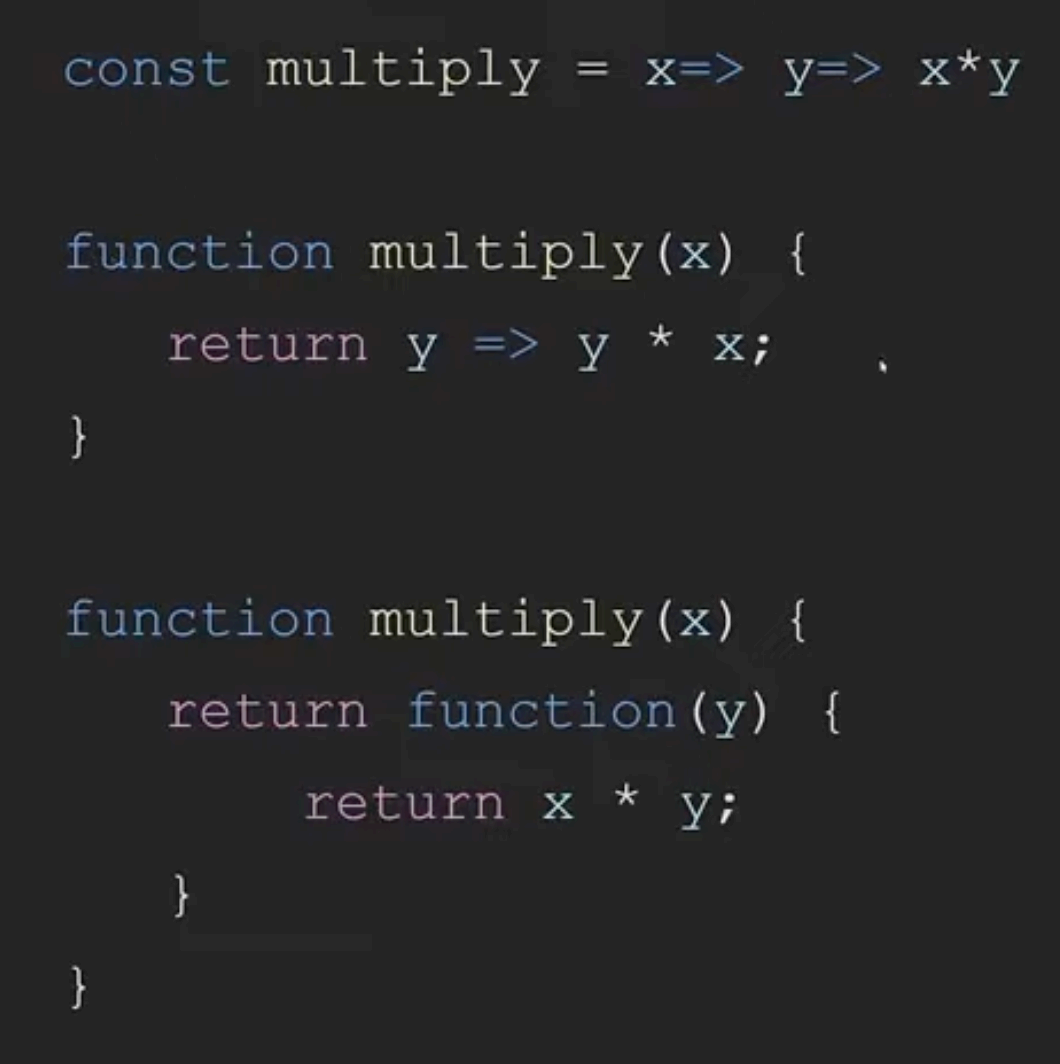 const multiply = x=> y=> x*y
function multiply(x) {
return y => y * x;
}
function multiply(x) {
return function(y) {
return x * y;
}
}